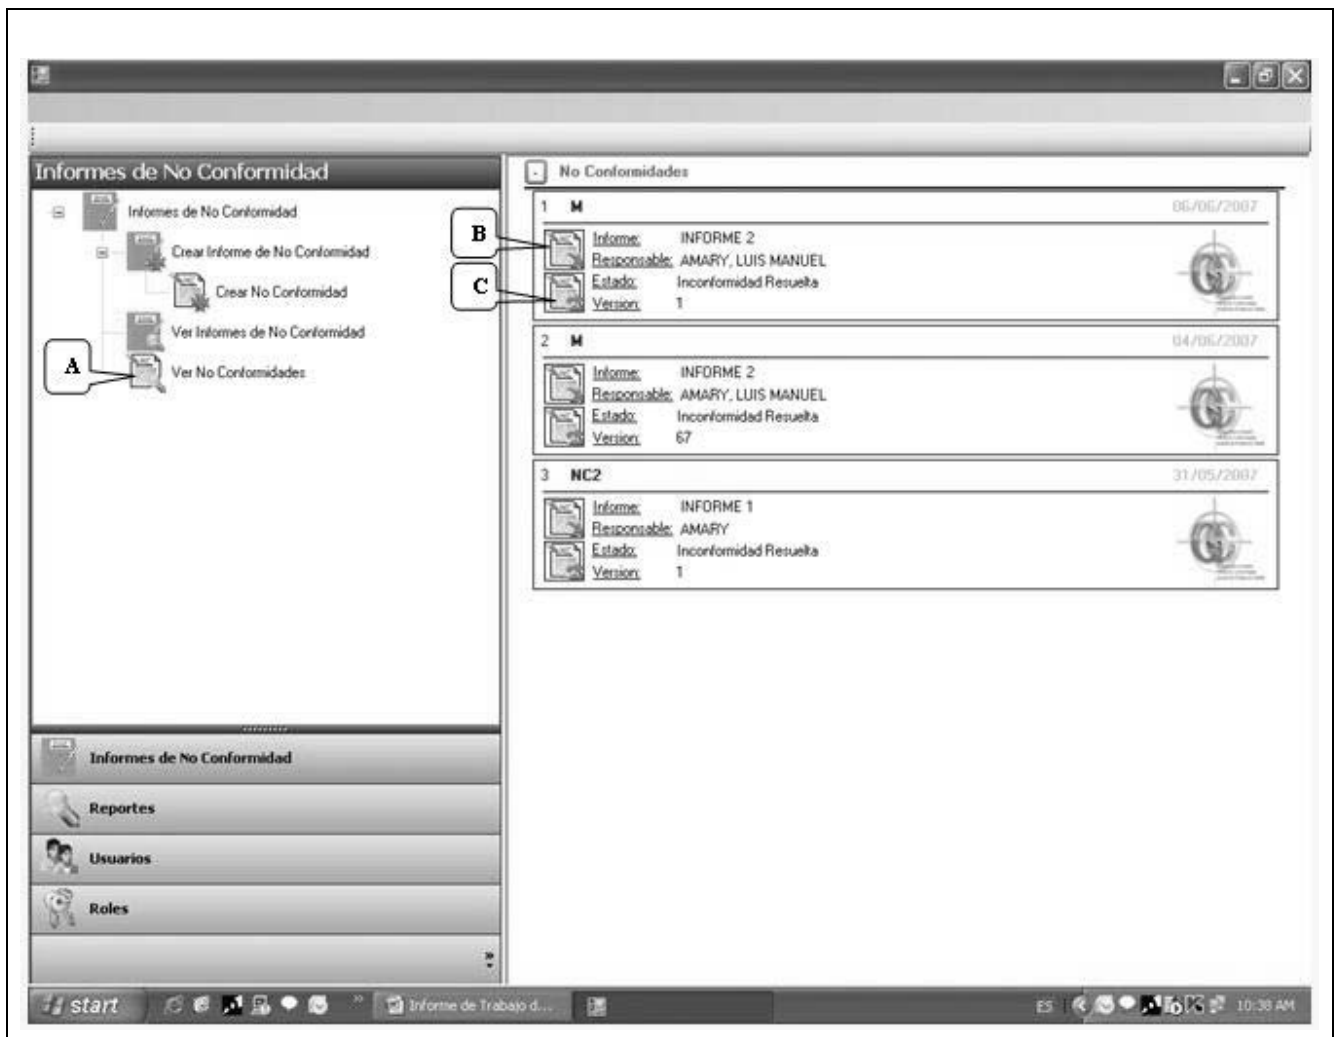 Informes de No Conformidad
Informes de No Conformidad
Crear Informe de No Conformidad
Crear No Conformidad
Ver Informes de No Conformidad
A
Ver No Conformidades
Informes de No Conformidad
Reportes
Usuarios
Roles
No Conformidades
1 M 06/06/2007
B
Informe: INFORME 2
Responsable: AMARY, LUIS MANUEL
C
Estado: Inconformidad Resuelta
Version: 1
2 M 04/06/2007
Informe: INFORME 2
Responsable: AMARY, LUIS MANUEL
Estado: Inconformidad Resuelta
Version: 67
3 NC2 31/05/2007
Informe: INFORME 1
Responsable: AMARY
Estado: Inconformidad Resuelta
Version: 1
start
Informe de Trabajo d...
ES
10:38 AM